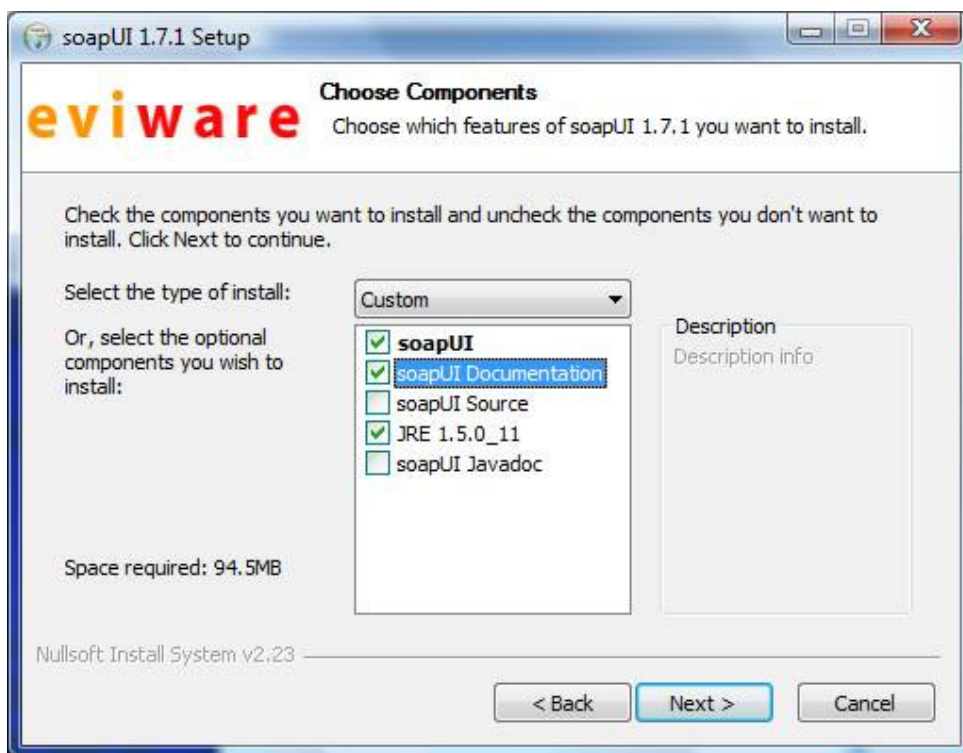 soapUI 1.7.1 Setup
eviware
Choose Components
Choose which features of soapUI 1.7.1 you want to install.
Check the components you want to install and uncheck the components you don't want to
install. Click Next to continue.
Select the type of install:
Custom
Or, select the optional
components you wish to
install:
soapUI
soapUI Documentation
soapUI Source
JRE 1.5.0_11
soapUI Javadoc
Description
Description info
Space required: 94.5MB
Nullsoft Install System v2.23
< Back
Next >
Cancel